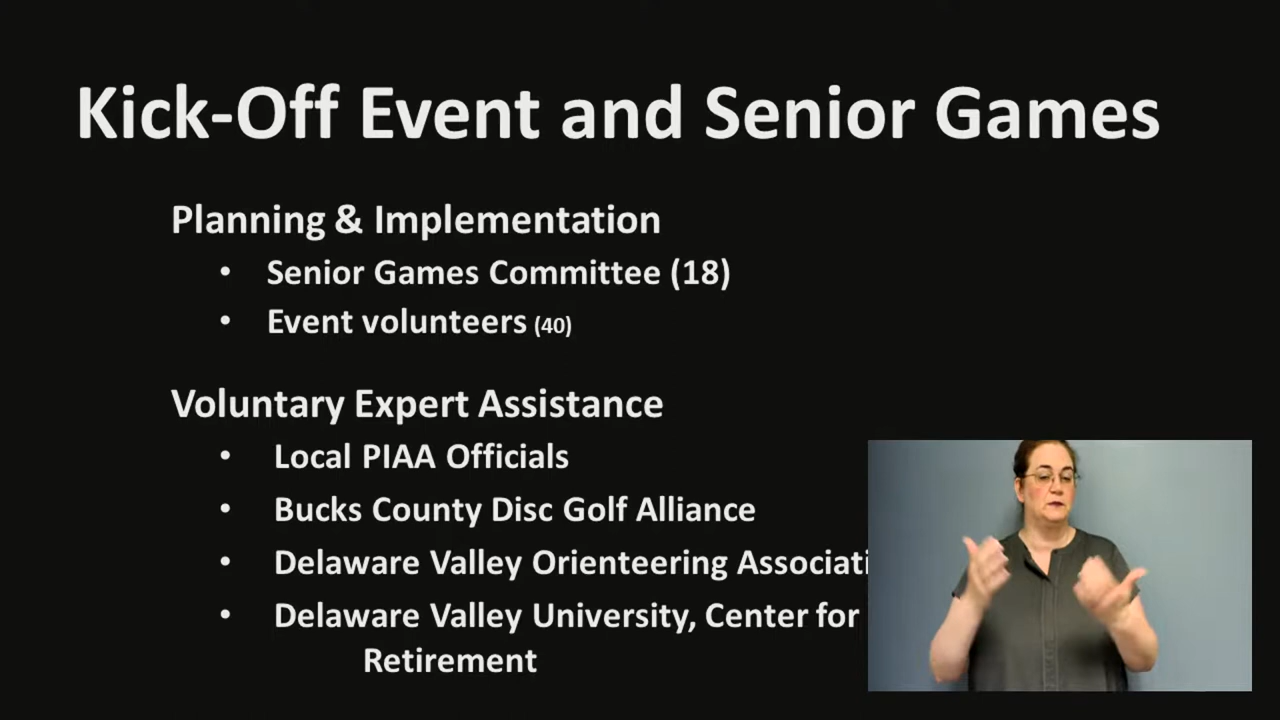 Kick-Off Event and Senior Games
Planning & Implementation
• Senior Games Committee (18)
• Event volunteers (40)
Voluntary Expert Assistance
• Local PIAA Officials
• Bucks County Disc Golf Alliance
• Delaware Valley Orienteering Associati
• Delaware Valley University, Center for
Retirement